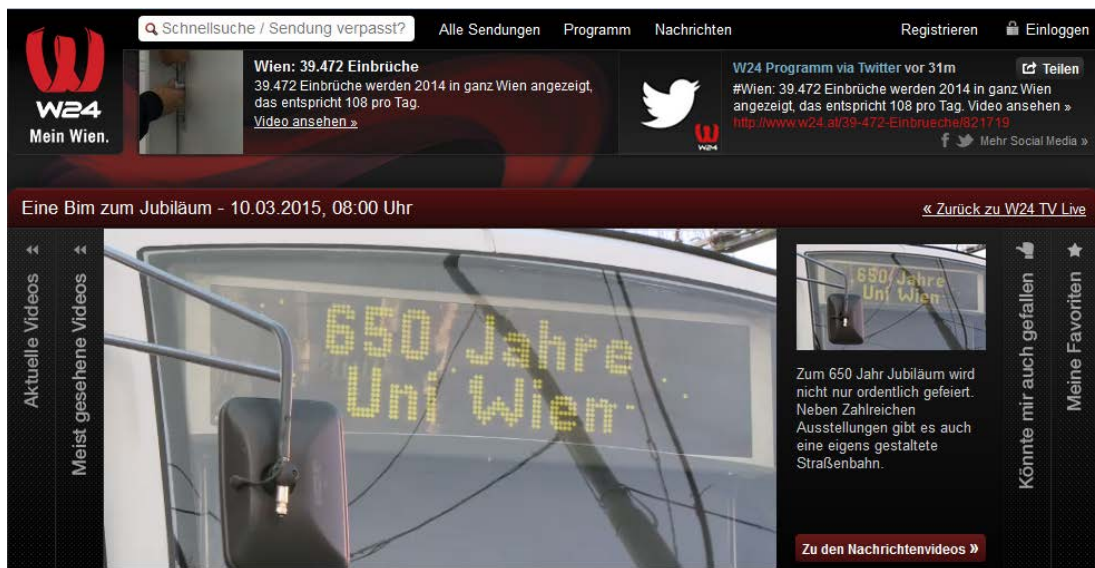 Schnellsuche / Sendung verpasst?
Alle Sendungen
Programm
Nachrichten
Registrieren
Einloggen
W24
Mein Wien.
Wien: 39.472 Einbrüche
39.472 Einbrüche werden 2014 in ganz Wien angezeigt,
das entspricht 108 pro Tag.
Video ansehen »
W24
W24 Programm via Twitter vor 31m
Teilen
#Wien: 39.472 Einbrüche werden 2014 in ganz Wien
angezeigt, das entspricht 108 pro Tag. Video ansehen »
http://www.w24.at/39-472-Einbrueche/821719
Mehr Social Media »
Eine Bim zum Jubiläum - 10.03.2015, 08:00 Uhr
« Zurück zu W24 TV Live
Aktuelle Videos
Meist gesehene Videos
650 Jahre
Uni Wien
650 Jahre
Uni Wien
Zum 650 Jahr Jubiläum wird
nicht nur ordentlich gefeiert.
Neben Zahlreichen
Ausstellungen gibt es auch
eine eigens gestaltete
Straßenbahn.
Zu den Nachrichtenvideos »
Könnte mir auch gefallen
Meine Favoriten